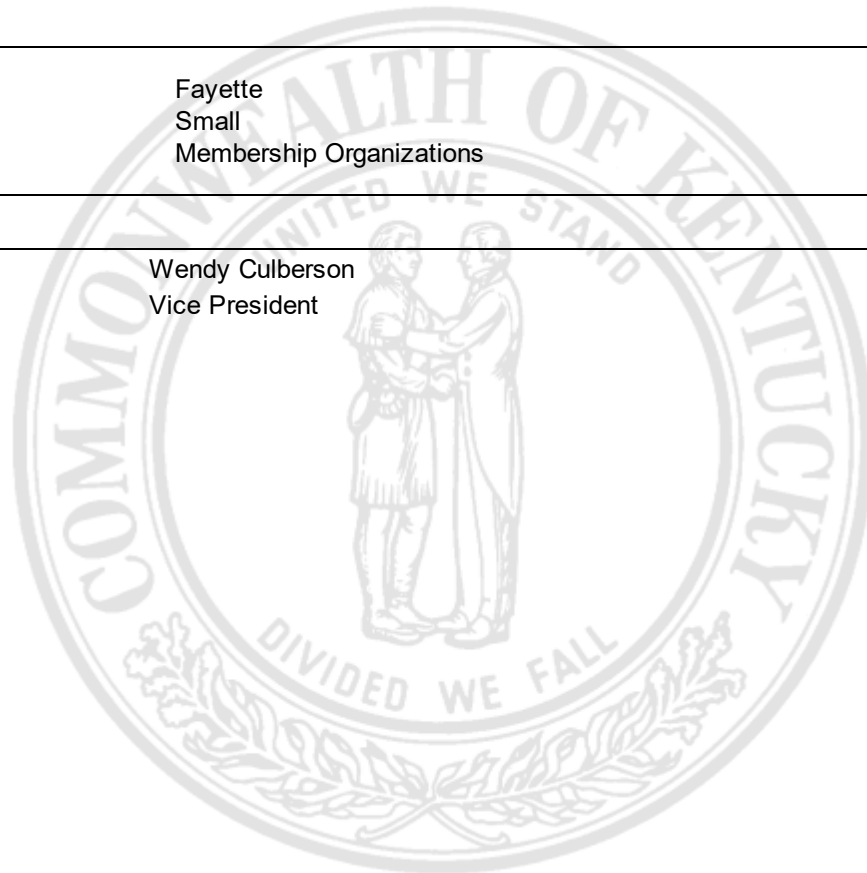 Fayette
Small
Membership Organizations
Wendy Culberson
Vice President
COMMONWEALTH OF KENTUCKY
UNITED WE STAND
DIVIDED WE FALL